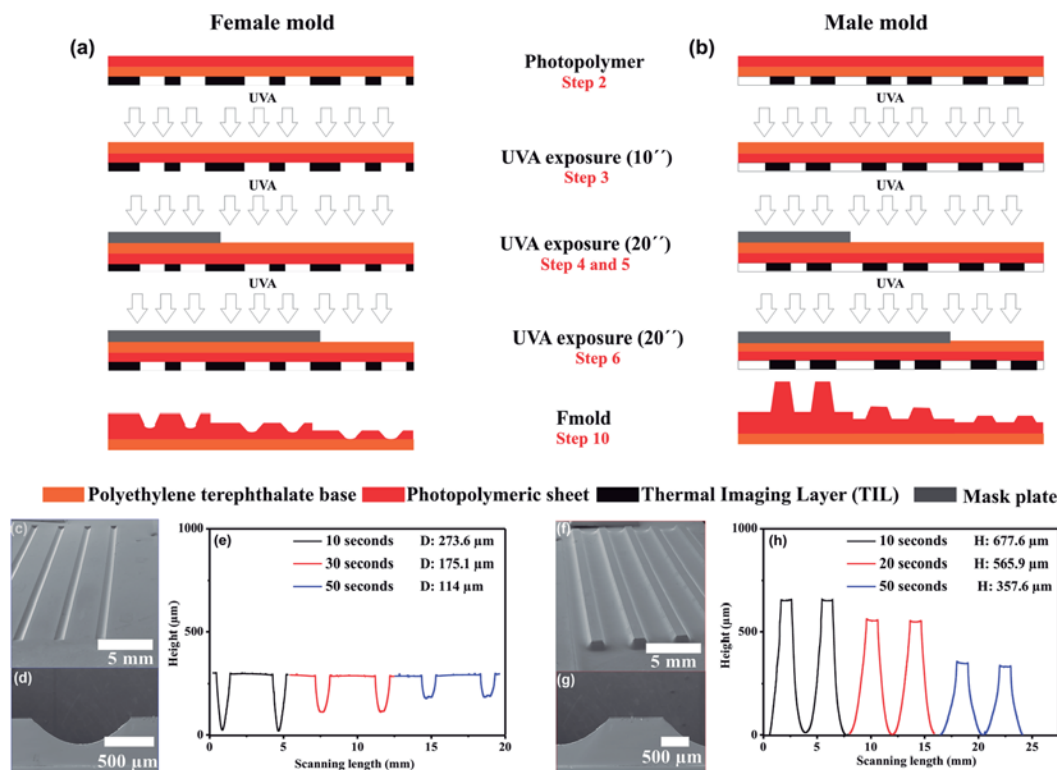 Female mold
Male mold
(a)
(b)
Photopolymer
Step 2
UVA
UVA
UVA exposure (10´´)
Step 3
UVA
UVA
UVA exposure (20´´)
Step 4 and 5
UVA
UVA
UVA exposure (20´´)
Step 6
Fmold
Step 10
Polyethylene terephthalate base
Photopolymeric sheet
Thermal Imaging Layer (TIL)
Mask plate
(c)
5 mm
(d)
500 µm
(e)
1000
500
0
Height (µm)
10 seconds D: 273.6 µm
30 seconds D: 175.1 µm
50 seconds D: 114 µm
0 5 10 15 20
Scanning length (mm)
(f)
5 mm
(g)
500 µm
(h)
1000
500
0
Height (µm)
10 seconds H: 677.6 µm
20 seconds H: 565.9 µm
50 seconds H: 357.6 µm
0 5 10 15 20 25
Scanning length (mm)